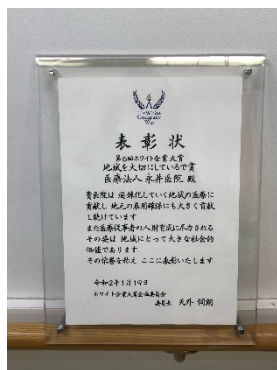 表彰状
第6回ホワイト企業大賞
地域を大切にしているで賞
医療法人 永井医院 殿
貴医院は 過疎化していく地域の医療に
貢献し 地元の雇用確保にも大きく貢献
し続けています
また医療従事者の人財育成に尽力される
その姿は 地域にとって大きな社会的
価値であります
その栄誉を称え ここに表彰いたします
令和2年1月19日
ホワイト企業大賞企画委員会
委員長 天外 伺朗